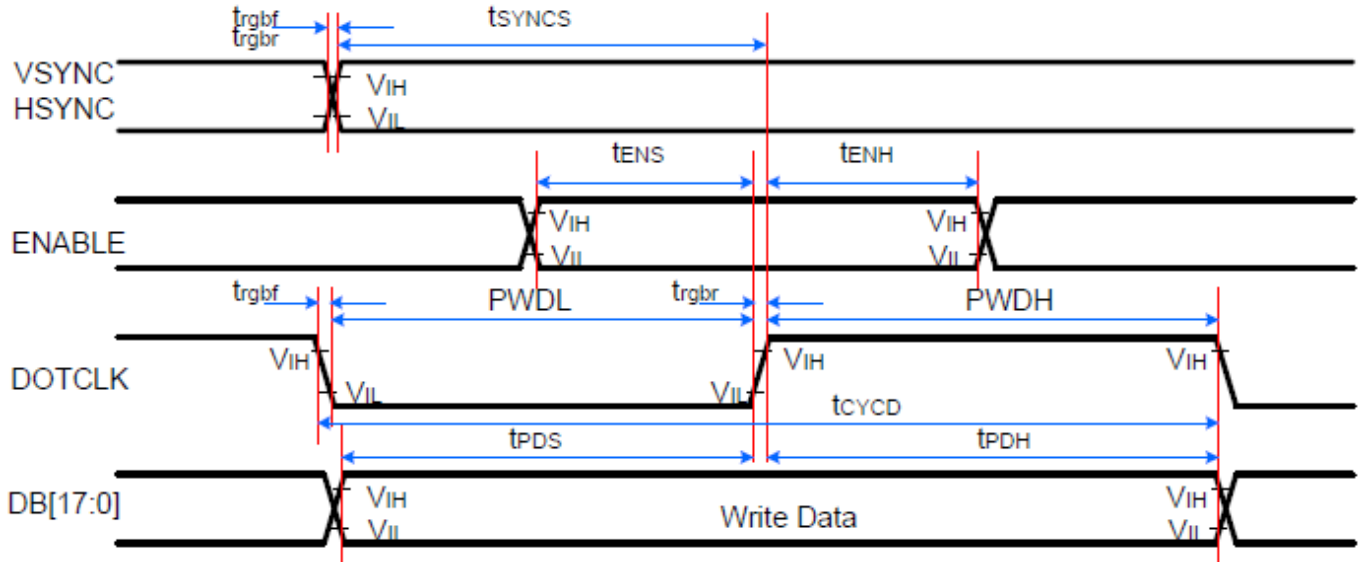 trgbf
trgbr
tSYNCS
VSYNC
HSYNC
VIH
VIL
tENS
tENH
ENABLE
VIH
VIL
VIH
VIL
trgbf
PWDL
trgbr
PWDH
DOTCLK
VIH
VIL
VIL
VIH
VIH
tCYCD
tPDS
tPDH
DB[17:0]
VIH
VIL
Write Data
VIH
VIL